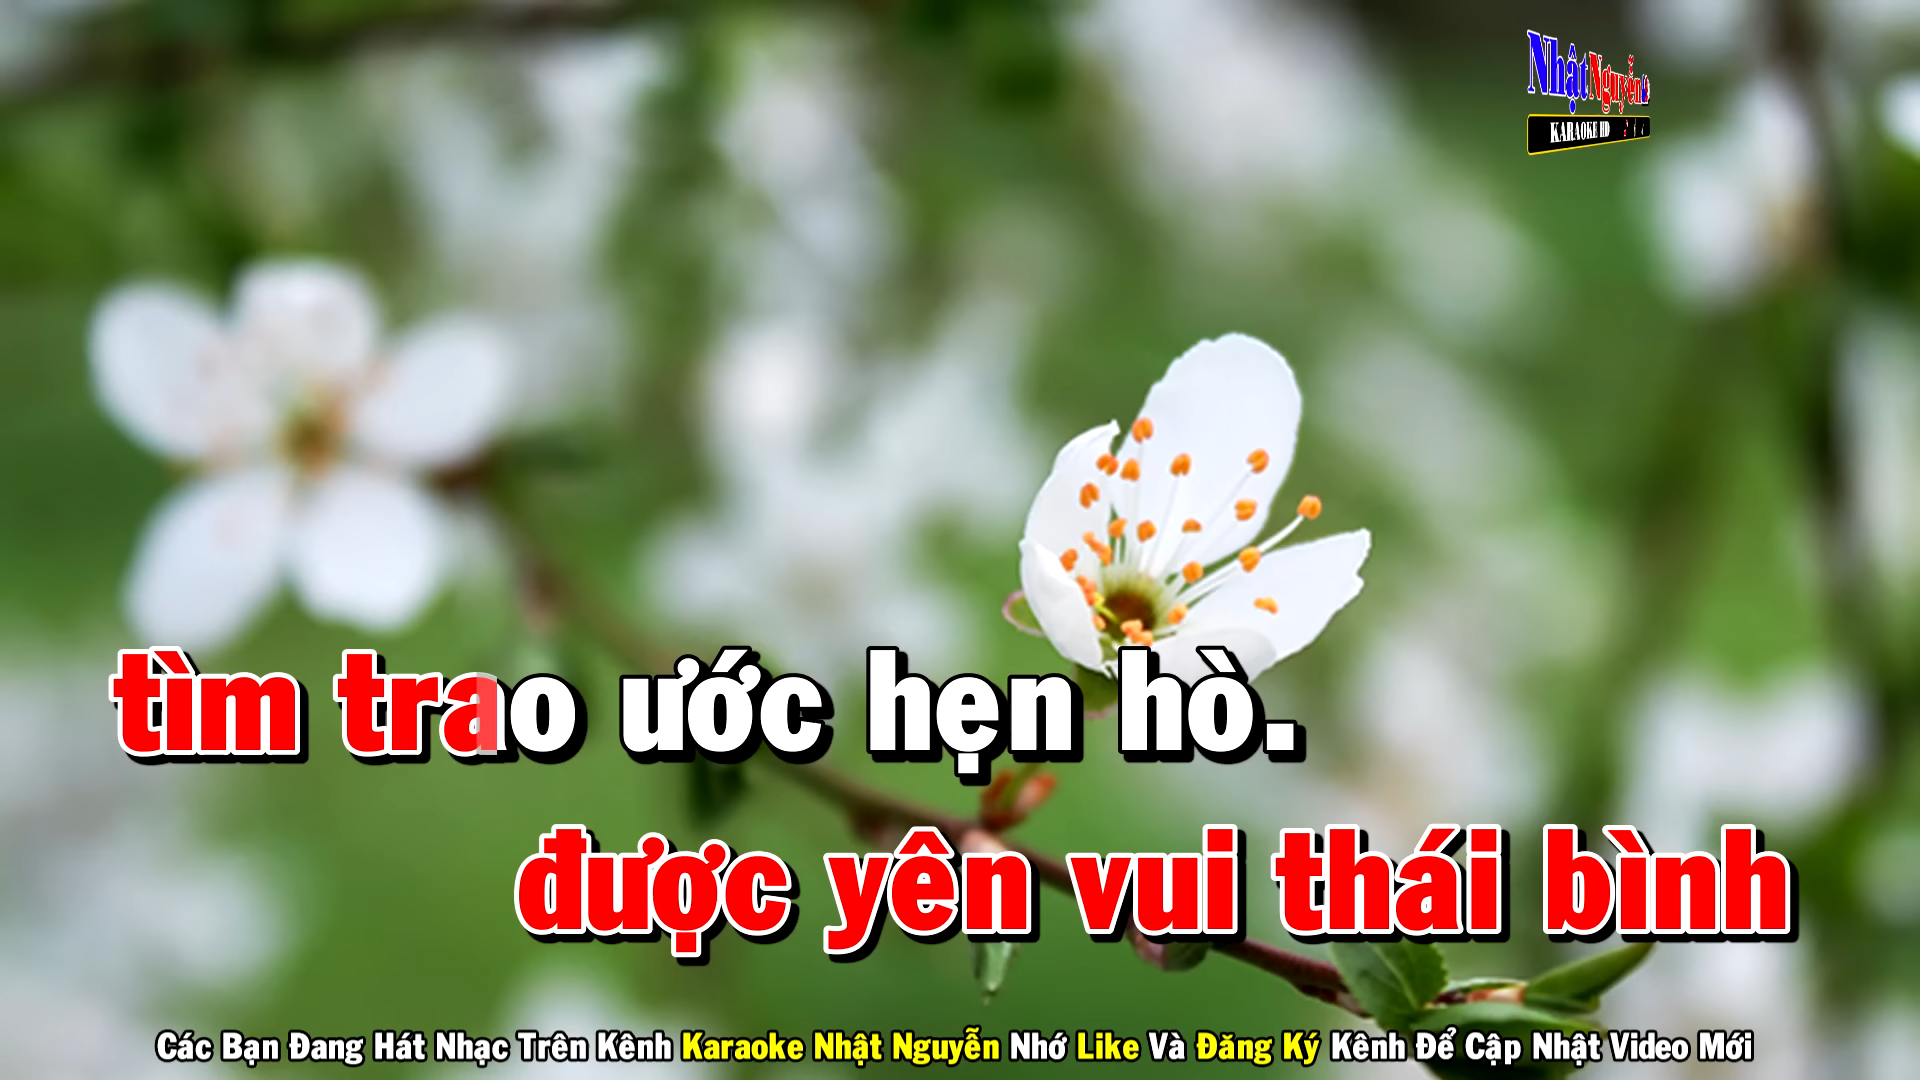 Nhật Nguyễn
KARAOKE HD
tìm trao ước hẹn hò.
được yên vui thái bình
Các Bạn Đang Hát Nhạc Trên Kênh Karaoke Nhật Nguyễn Nhớ Like Và Đăng Ký Kênh Để Cập Nhật Video Mới